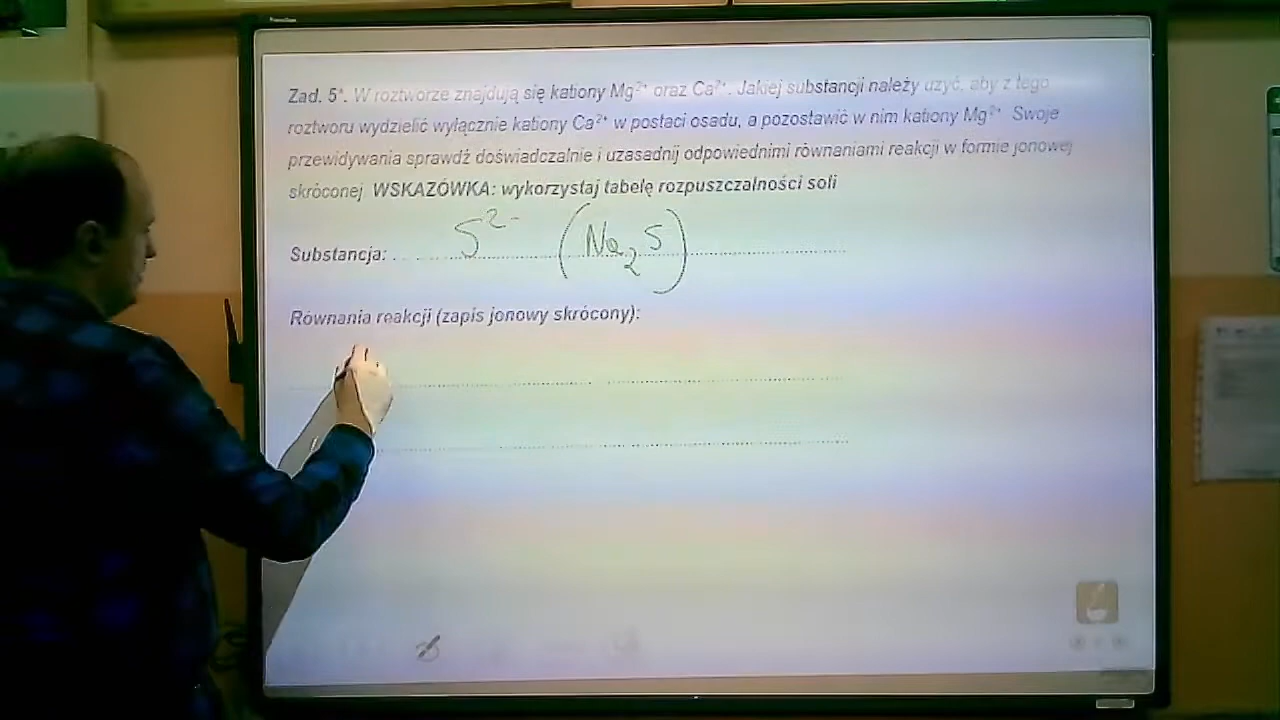 Zad. 5*. W roztworze znajdują się kationy Mg²⁺ oraz Ca²⁺. Jakiej substancji należy użyć, aby z tego
roztworu wydzielić wyłącznie kationy Ca²⁺ w postaci osadu, a pozostawić w nim kationy Mg²⁺ Swoje
przewidywania sprawdź doświadczalnie i uzasadnij odpowiednimi równaniami reakcji w formie jonowej
skróconej WSKAZÓWKA: wykorzystaj tabelę rozpuszczalności soli
Substancja: S²⁻ (Na₂S)
Równania reakcji (zapis jonowy skrócony):